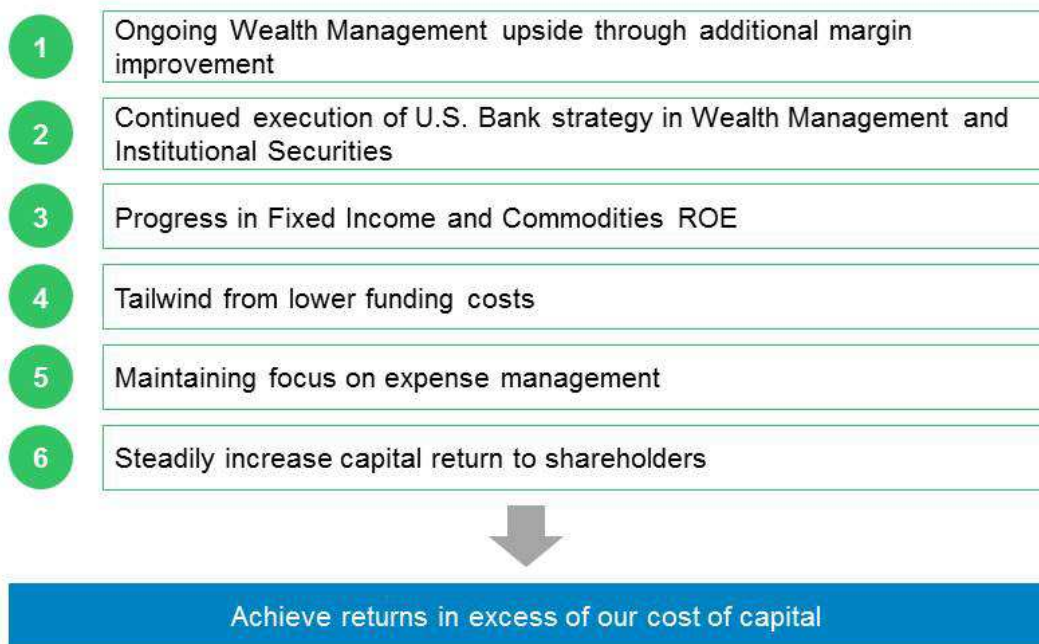 1
Ongoing Wealth Management upside through additional margin
improvement
2
Continued execution of U.S. Bank strategy in Wealth Management and
Institutional Securities
3
Progress in Fixed Income and Commodities ROE
4
Tailwind from lower funding costs
5
Maintaining focus on expense management
6
Steadily increase capital return to shareholders
Achieve returns in excess of our cost of capital